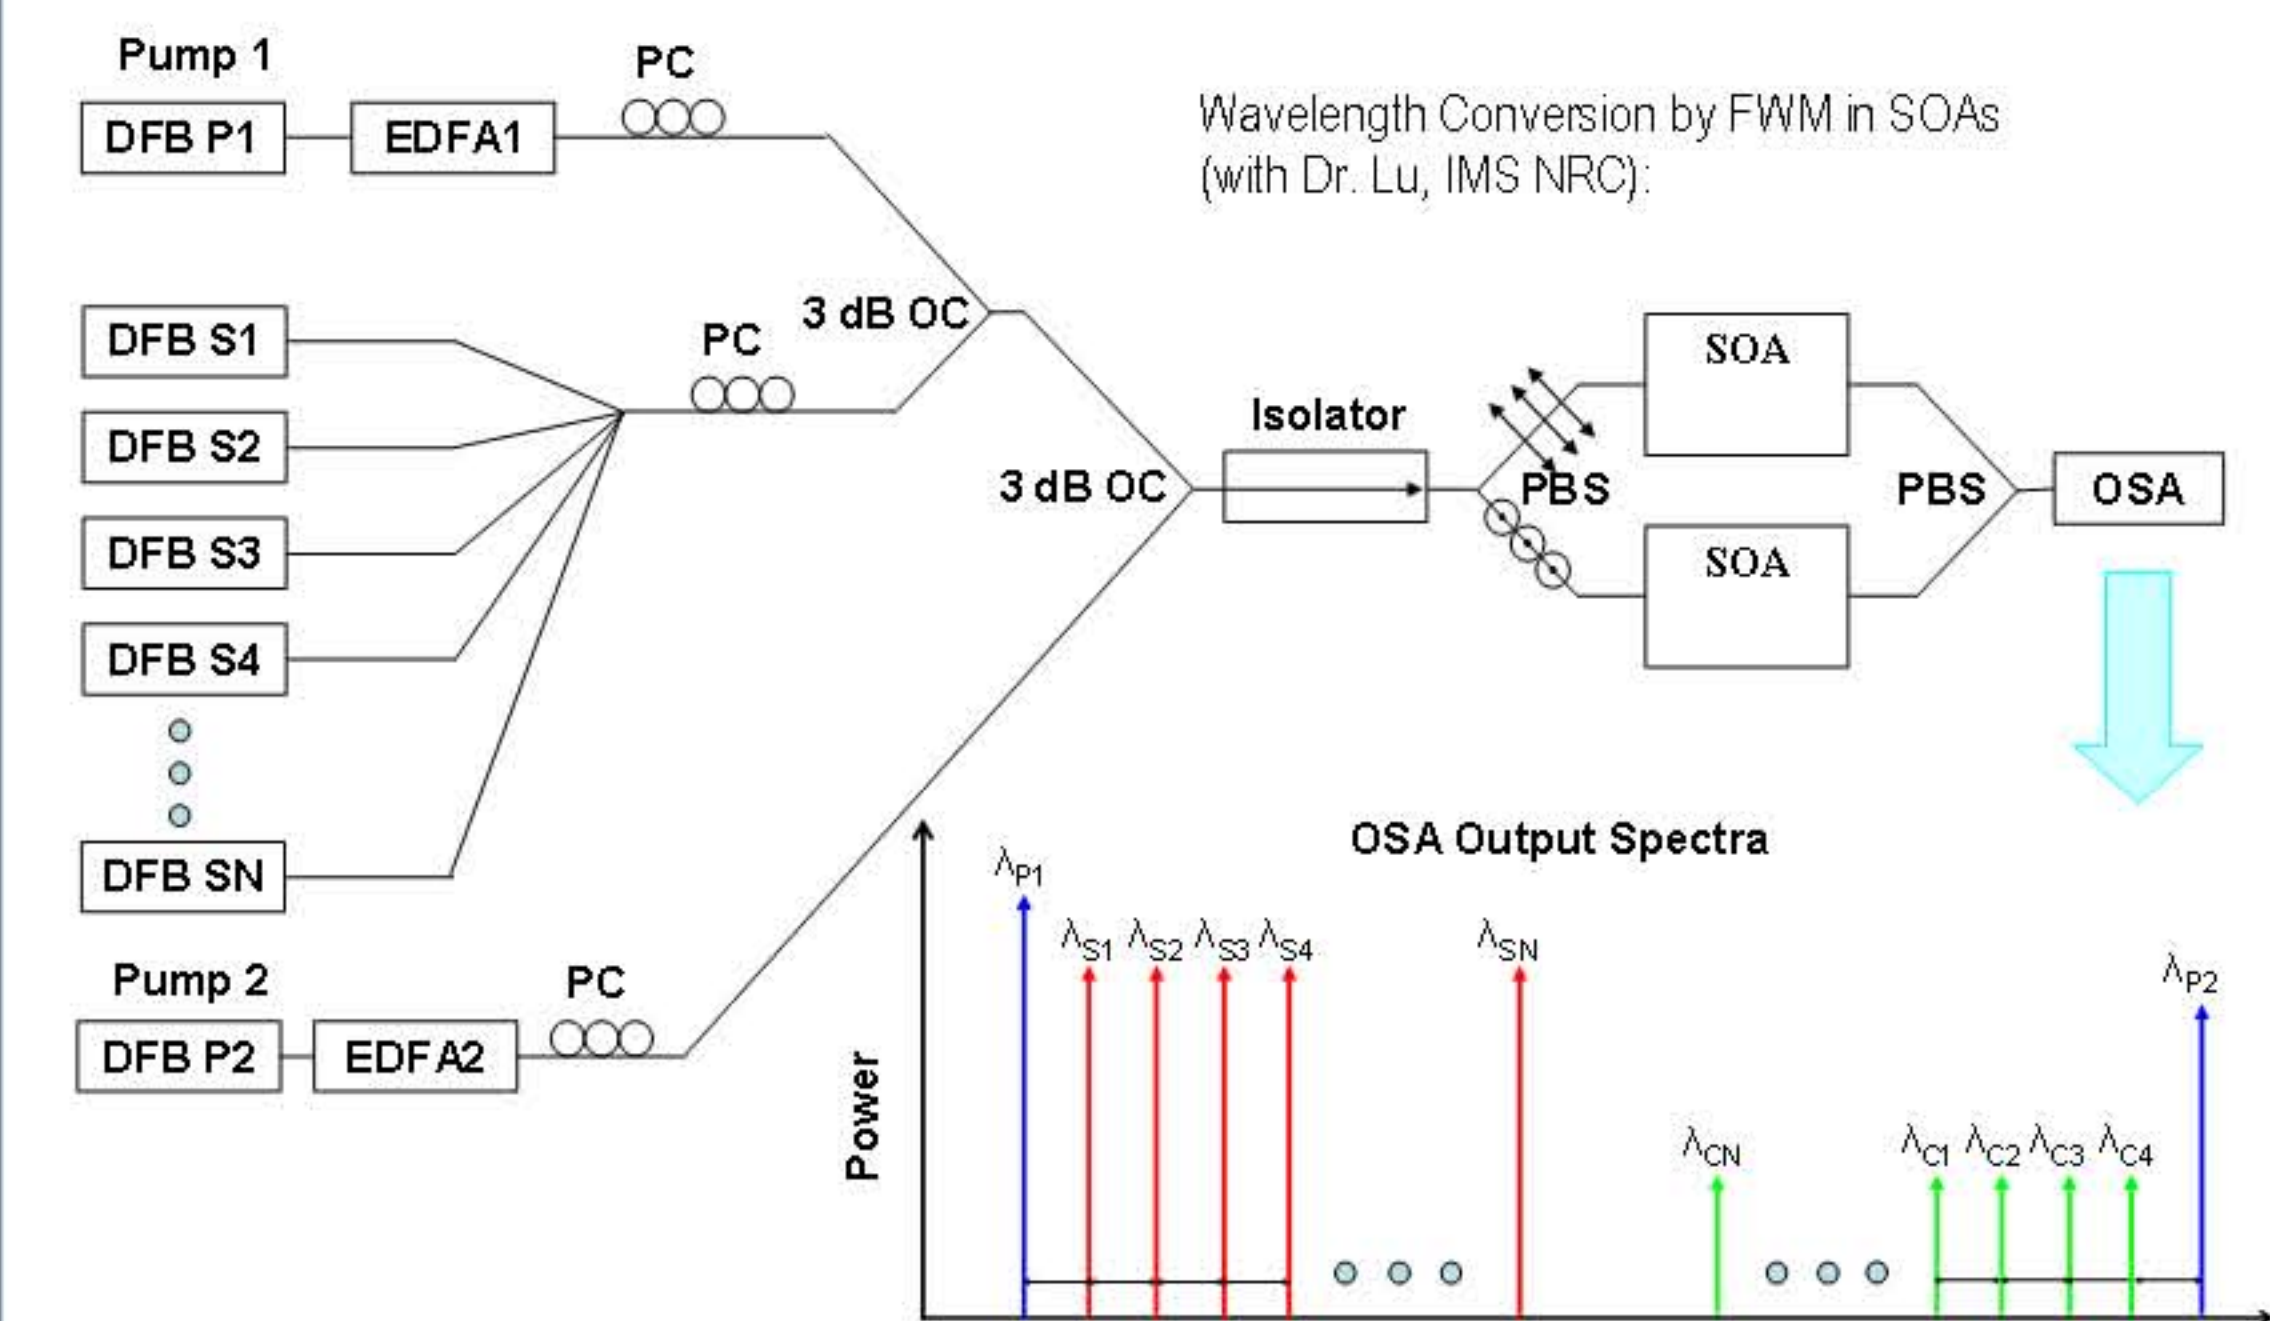 Pump 1
PC
DFB P1
EDFA1
Wavelength Conversion by FWM in SOAs
(with Dr. Lu, IMS NRC):
3 dB OC
PC
DFB S1
DFB S2
DFB S3
DFB S4
DFB SN
3 dB OC
Isolator
PBS
SOA
SOA
PBS
OSA
Pump 2
PC
DFB P2
EDFA2
OSA Output Spectra
Power
λP1
λS1 λS2 λS3 λS4
λSN
λCN
λC1 λC2 λC3 λC4
λP2